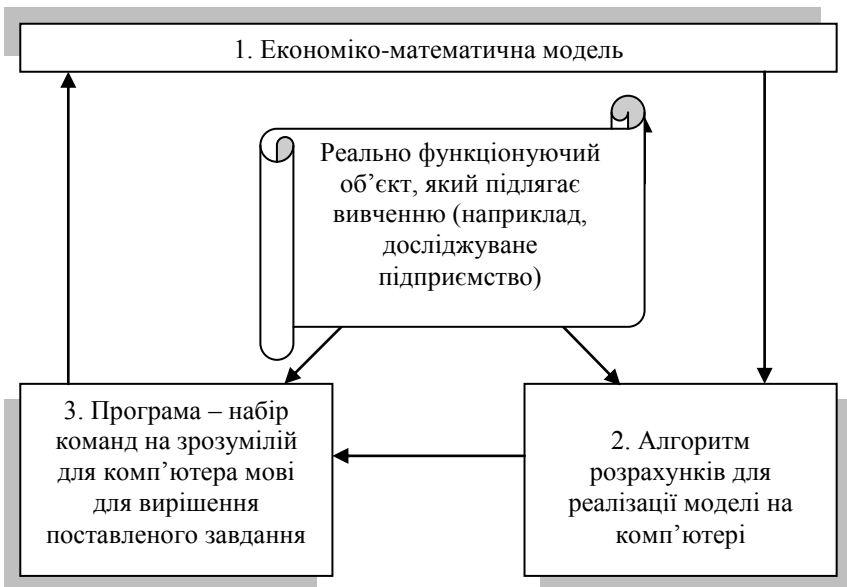 1. Економіко-математична модель
Реально функціонуючий
об’єкт, який підлягає
вивченню (наприклад,
досліджуване
підприємство)
3. Програма – набір
команд на зрозумілій
для комп’ютера мові
для вирішення
поставленого завдання
2. Алгоритм
розрахунків для
реалізації моделі на
комп’ютері